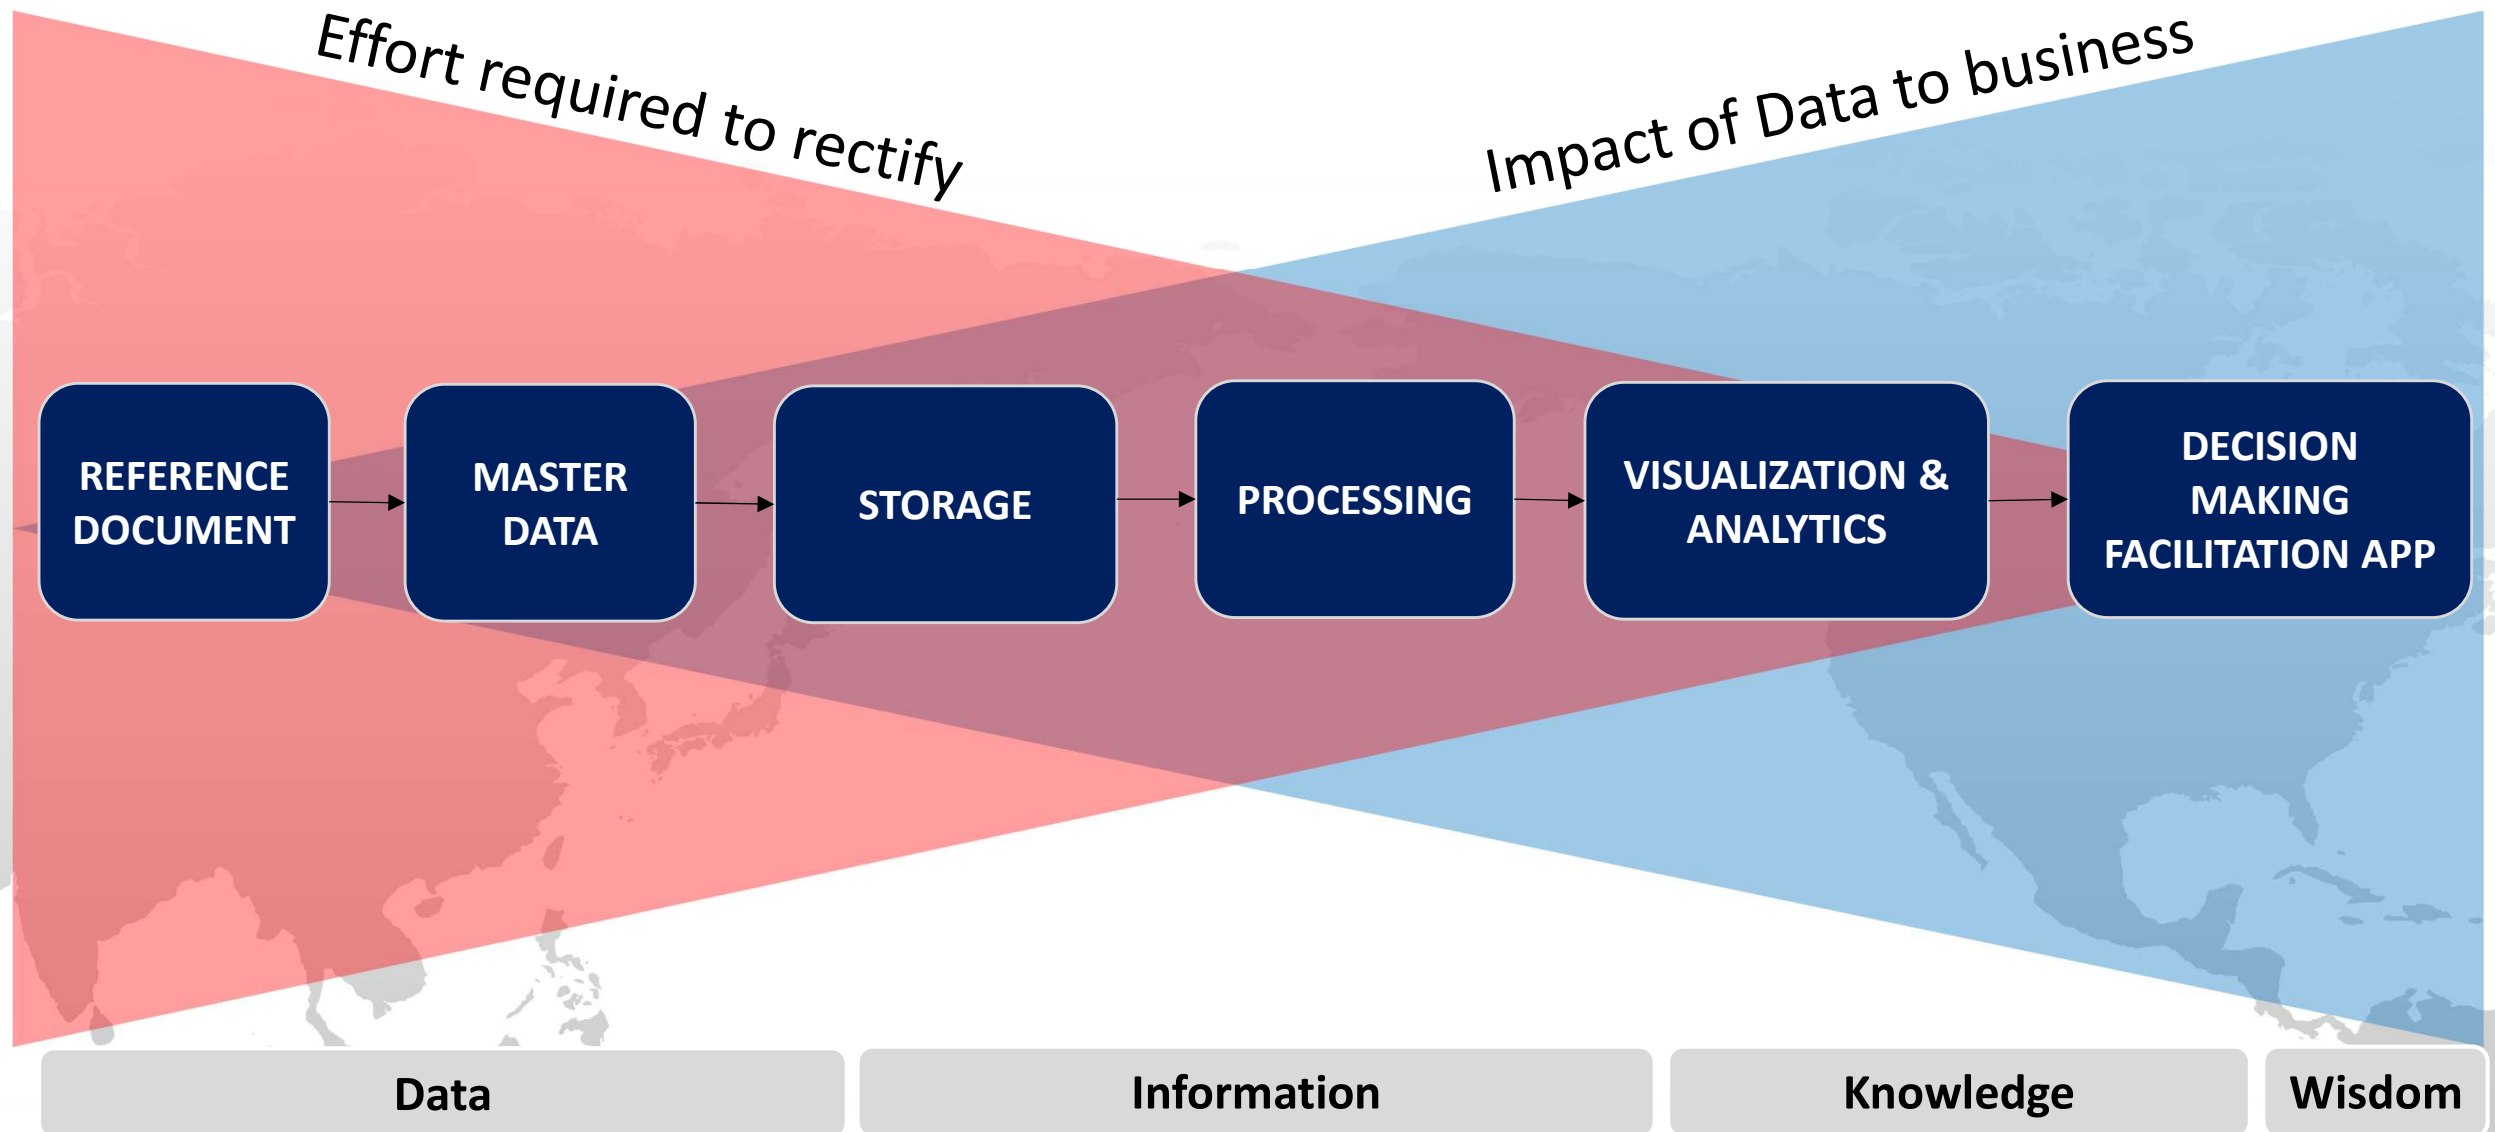 Effort required to rectify
Impact of Data to business
REFERENCE
DOCUMENT
MASTER
DATA
STORAGE
PROCESSING
VISUALIZATION &
ANALYTICS
DECISION
MAKING
FACILITATION APP
Data
Information
Knowledge
Wisdom